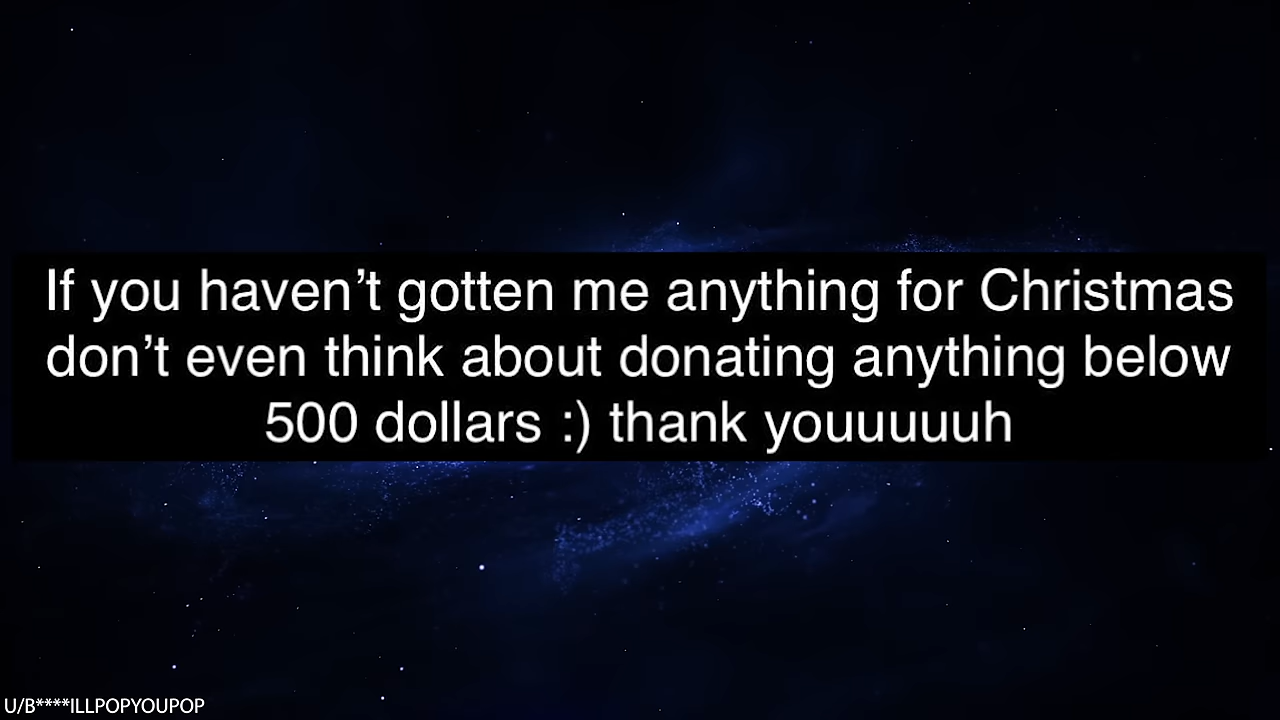 If you haven’t gotten me anything for Christmas
don’t even think about donating anything below
500 dollars :) thank youuuuuuh
U/B****ILLPOPYOUPOP